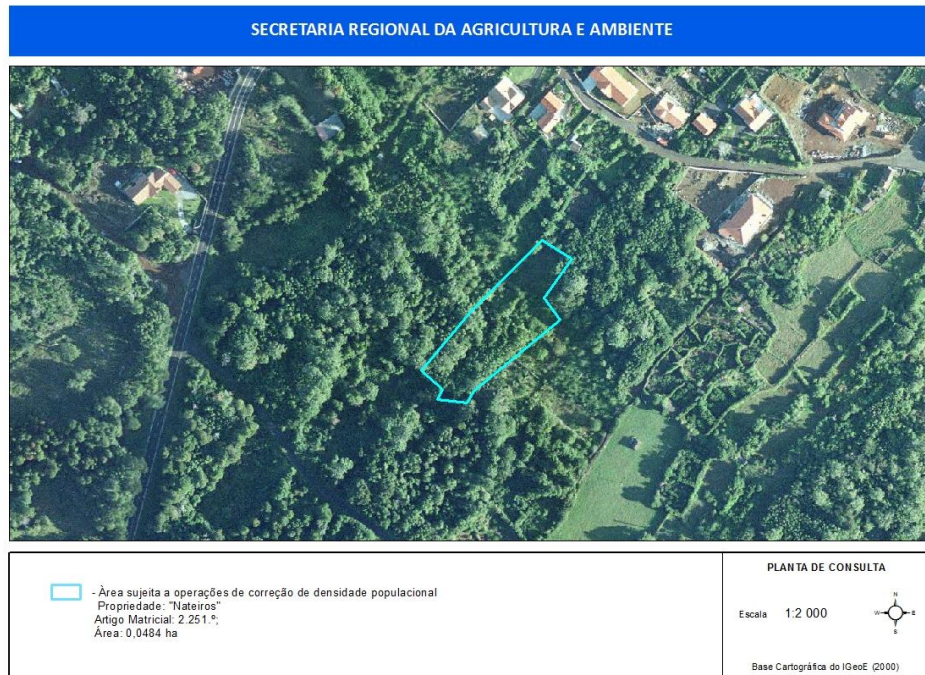 SECRETARIA REGIONAL DA AGRICULTURA E AMBIENTE
- Àrea sujeita a operações de correção de densidade populacional
Propriedade: "Nateiros"
Artigo Matricial: 2.251.º;
Área: 0,0484 ha
PLANTA DE CONSULTA
Escala 1:2 000
N
W E
S
Base Cartográfica do IGeoE (2000)